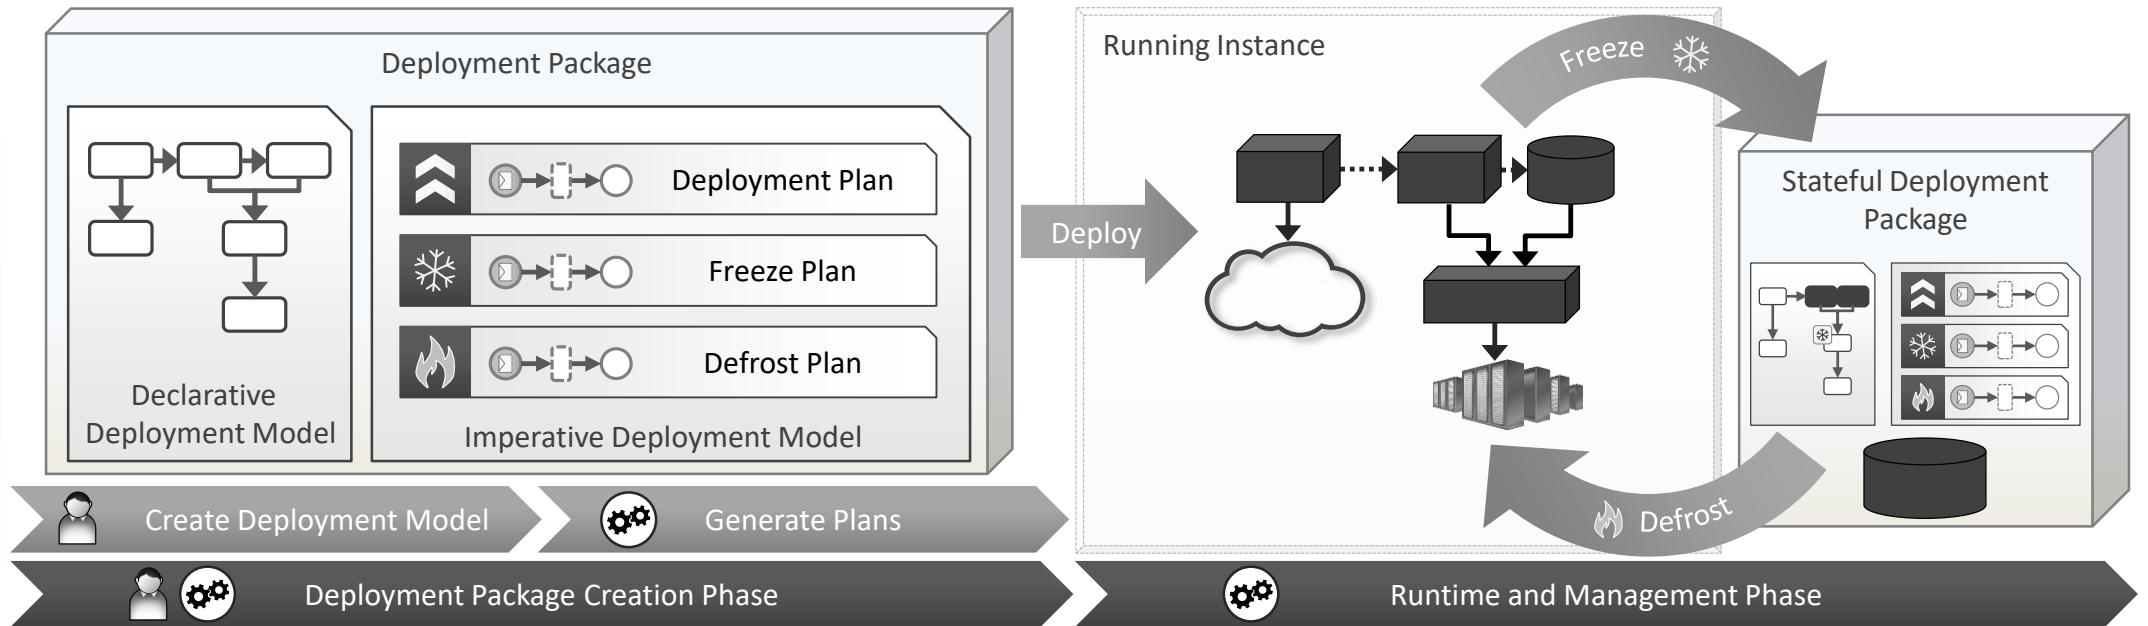 Deployment Package
Declarative
Deployment Model
Deployment Plan
Freeze Plan
Defrost Plan
Imperative Deployment Model
Deploy
Running Instance
Freeze
Stateful Deployment
Package
Defrost
Create Deployment Model
Generate Plans
Deployment Package Creation Phase
Runtime and Management Phase